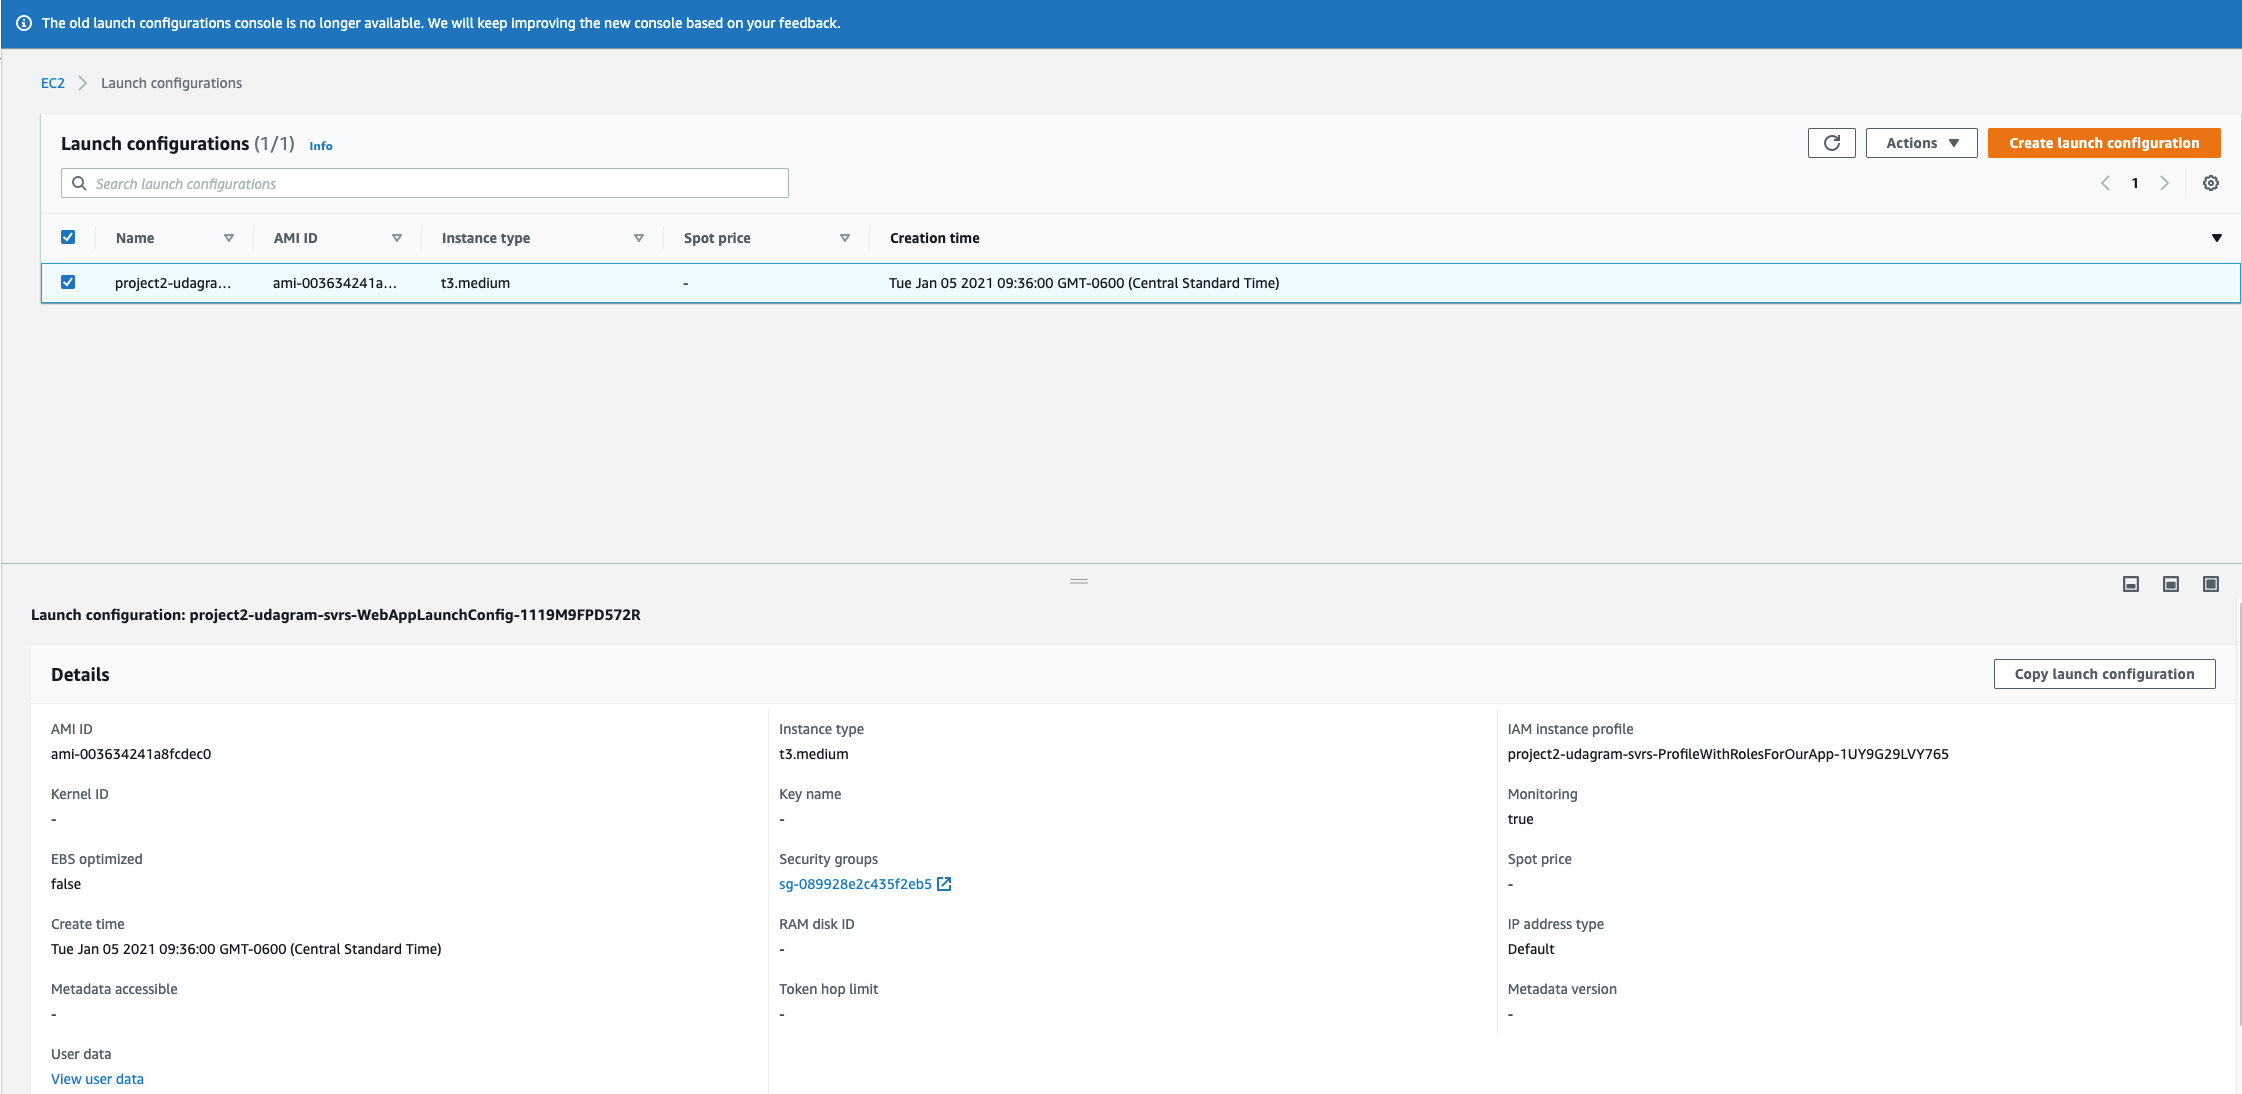 The old launch configurations console is no longer available. We will keep improving the new console based on your feedback.
EC2 Launch configurations
Launch configurations (1/1) Info
Actions
Create launch configuration
Search launch configurations
1
Name AMI ID Instance type Spot price Creation time
project2-udagra... ami-003634241a... t3.medium - Tue Jan 05 2021 09:36:00 GMT-0600 (Central Standard Time)
Launch configuration: project2-udagram-svrs-WebAppLaunchConfig-1119M9FPD572R
Details
Copy launch configuration
AMI ID Instance type IAM instance profile
ami-003634241a8fcdec0 t3.medium project2-udagram-svrs-ProfileWithRolesForOurApp-1UY9G29LVY765
Kernel ID Key name Monitoring
- - true
EBS optimized Security groups Spot price
false sg-089928e2c435f2eb5 -
Create time RAM disk ID IP address type
Tue Jan 05 2021 09:36:00 GMT-0600 (Central Standard Time) - Default
Metadata accessible Token hop limit Metadata version
- - -
User data
View user data